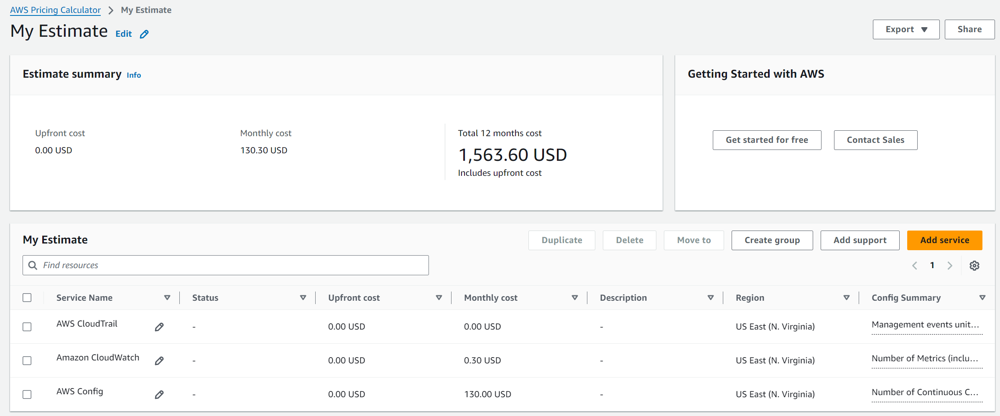 AWS Pricing Calculator > My Estimate
My Estimate Edit
Export Share
Estimate summary Info
Upfront cost
0.00 USD
Monthly cost
130.30 USD
Total 12 months cost
1,563.60 USD
Includes upfront cost
Getting Started with AWS
Get started for free Contact Sales
My Estimate
Duplicate Delete Move to Create group Add support Add service
Find resources
1
Service Name Status Upfront cost Monthly cost Description Region Config Summary
AWS CloudTrail - 0.00 USD 0.00 USD - US East (N. Virginia) Management events unit...
Amazon CloudWatch - 0.00 USD 0.30 USD - US East (N. Virginia) Number of Metrics (inclu...
AWS Config - 0.00 USD 130.00 USD - US East (N. Virginia) Number of Continuous C...